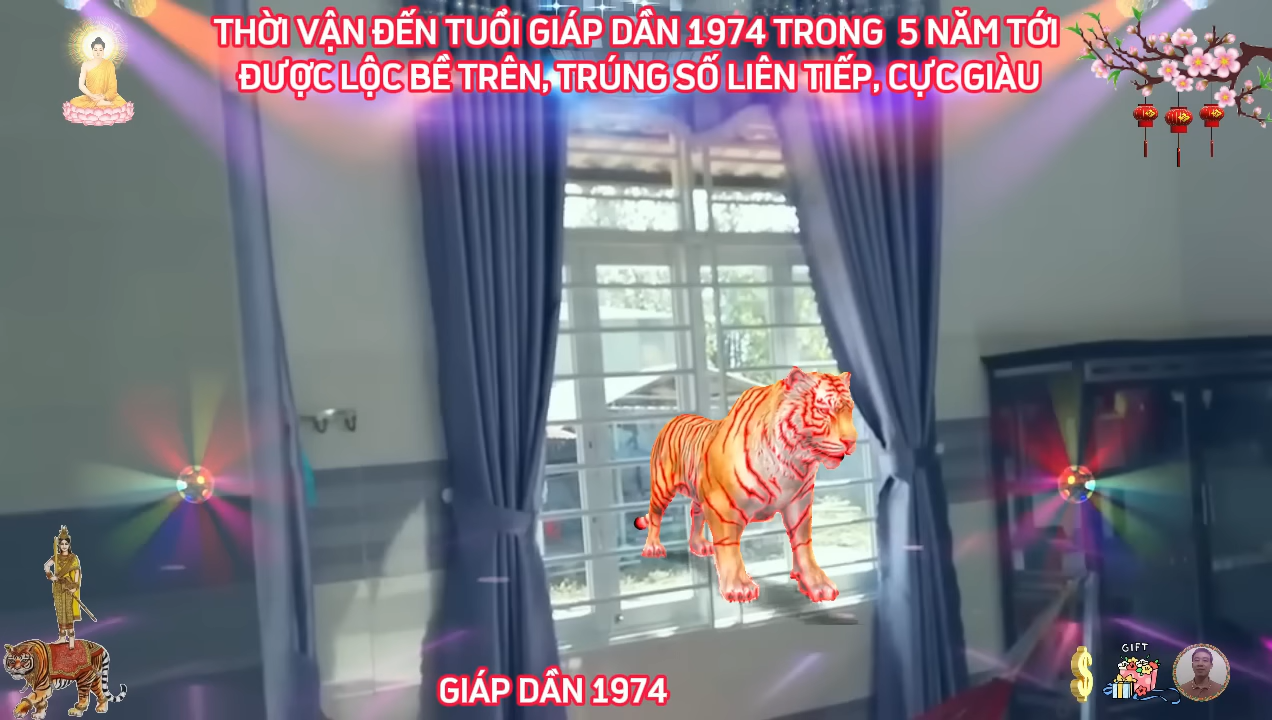 THỜI VẬN ĐẾN TUỔI GIÁP DẦN 1974 TRONG 5 NĂM TỚI
ĐƯỢC LỘC BỀ TRÊN, TRÚNG SỐ LIÊN TIẾP, CỰC GIÀU
GIFT
GIÁP DẦN 1974